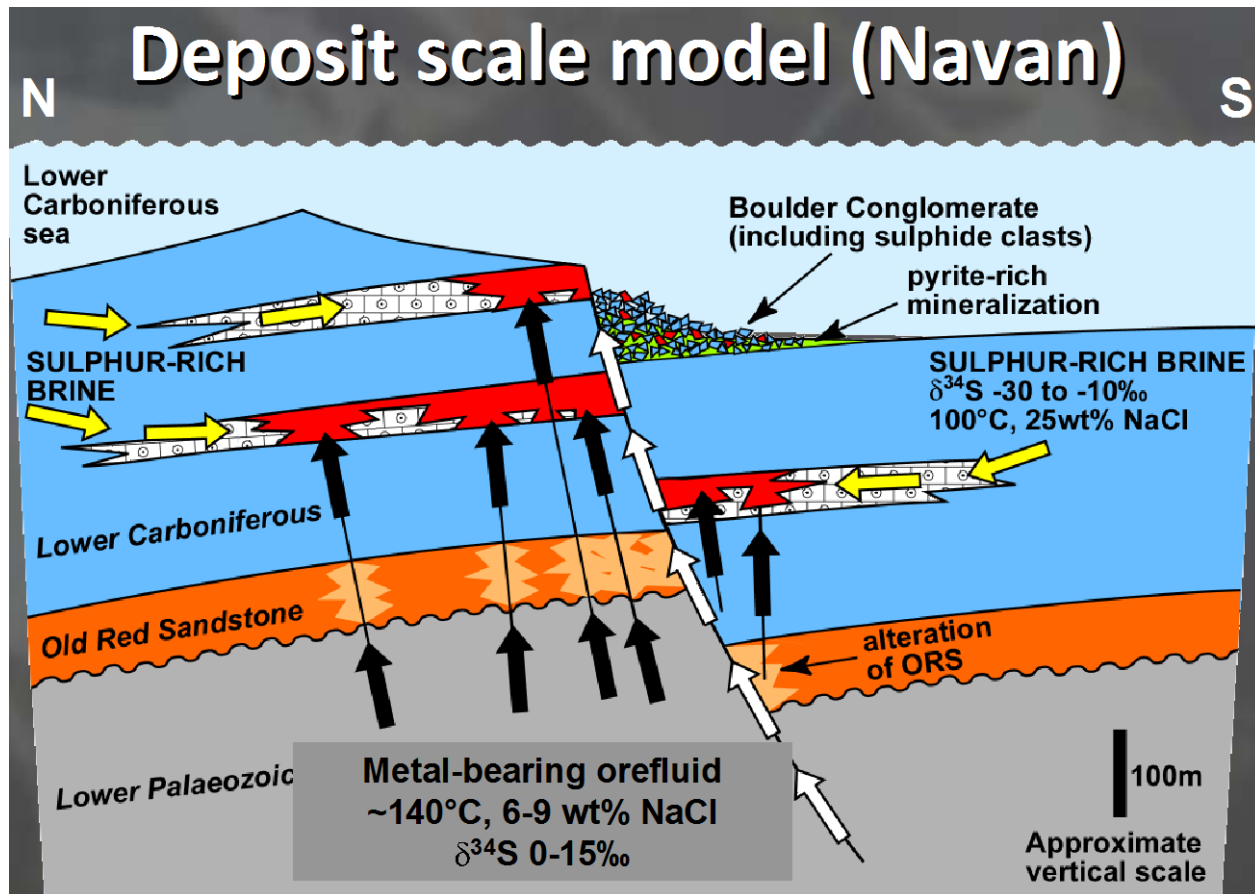 Deposit scale model (Navan)
N
S
Lower
Carboniferous
sea
Boulder Conglomerate
(including sulphide clasts)
pyrite-rich
mineralization
SULPHUR-RICH
BRINE
SULPHUR-RICH BRINE
δ³⁴S -30 to -10‰
100°C, 25wt% NaCl
Lower Carboniferous
Old Red Sandstone
alteration
of ORS
Lower Palaeozoic
Metal-bearing orefluid
~140°C, 6-9 wt% NaCl
δ³⁴S 0-15‰
100m
Approximate
vertical scale